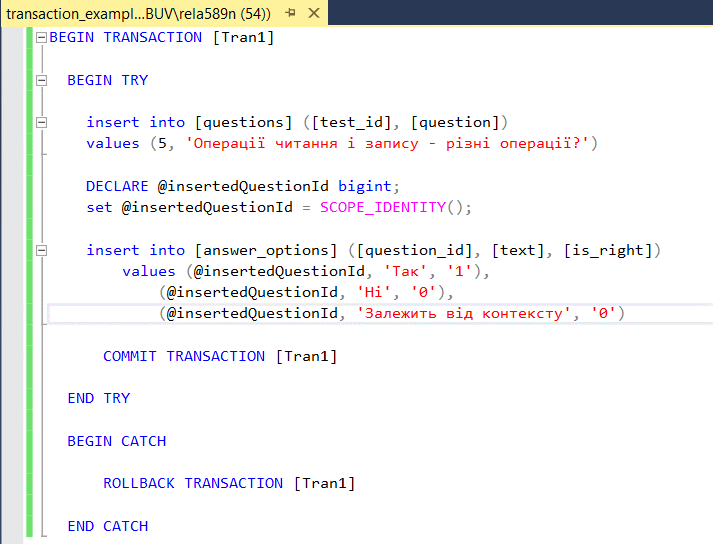 transaction_exampl...BUV\rela589n (54))
BEGIN TRANSACTION [Tran1]
BEGIN TRY
insert into [questions] ([test_id], [question])
values (5, 'Операції читання і запису - різні операції?')
DECLARE @insertedQuestionId bigint;
set @insertedQuestionId = SCOPE_IDENTITY();
insert into [answer_options] ([question_id], [text], [is_right])
values (@insertedQuestionId, 'Так', '1'),
(@insertedQuestionId, 'Ні', '0'),
(@insertedQuestionId, 'Залежить від контексту', '0')
COMMIT TRANSACTION [Tran1]
END TRY
BEGIN CATCH
ROLLBACK TRANSACTION [Tran1]
END CATCH